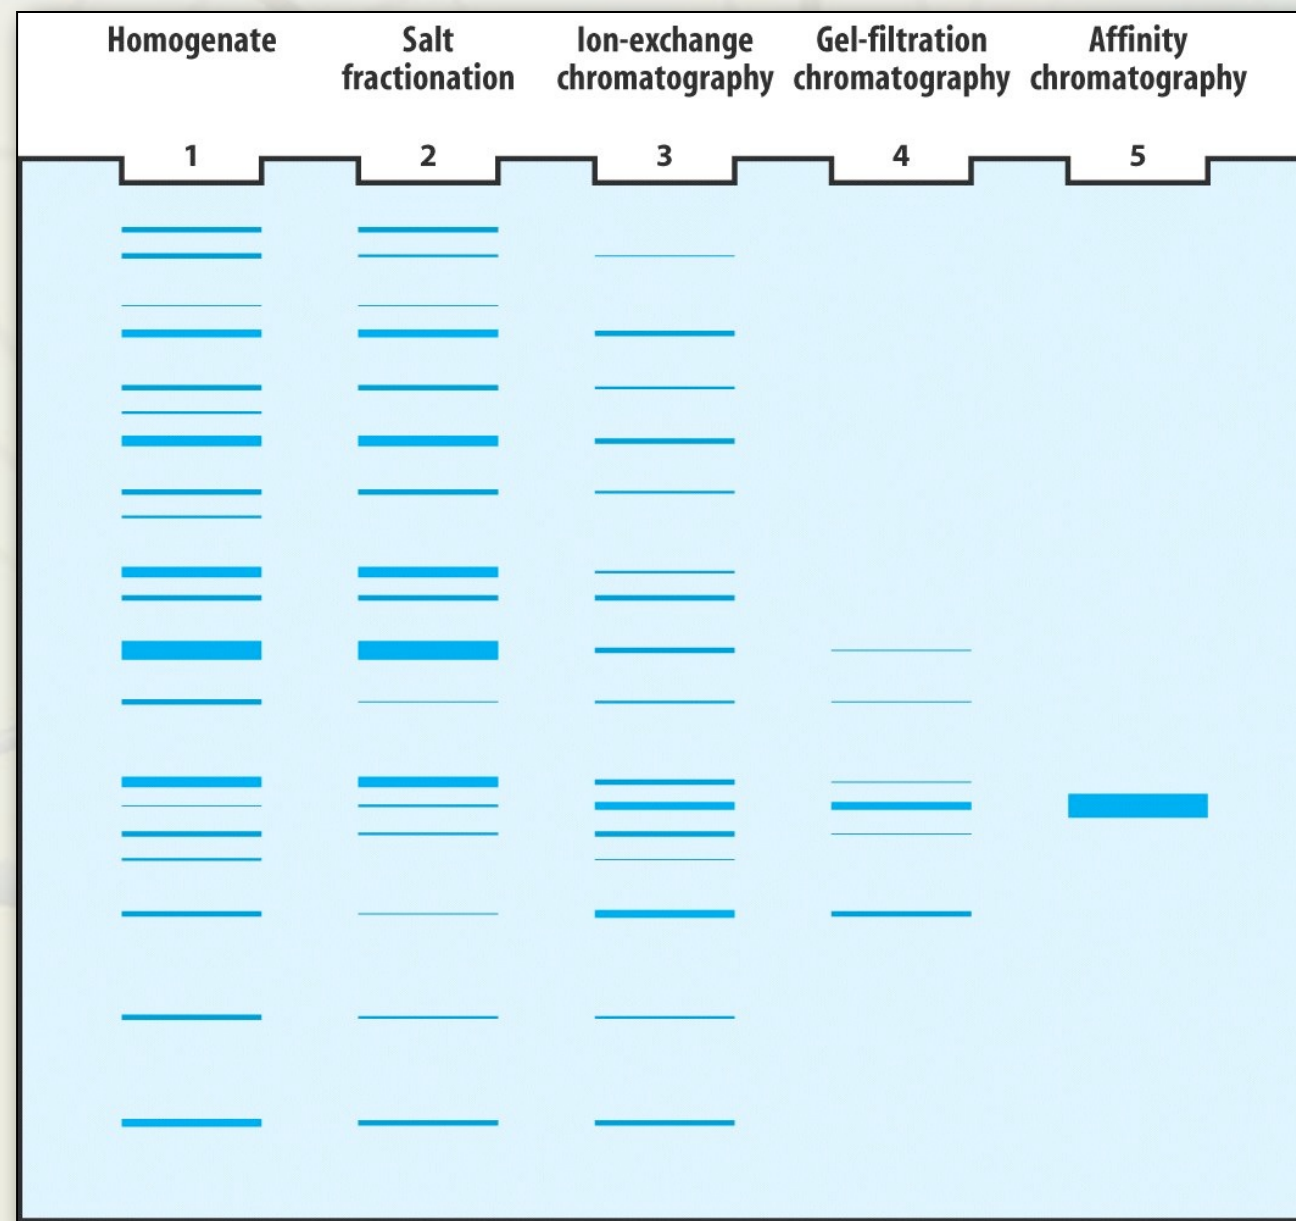 Homogenate
Salt
fractionation
Ion-exchange
chromatography
Gel-filtration
chromatography
Affinity
chromatography
1
2
3
4
5